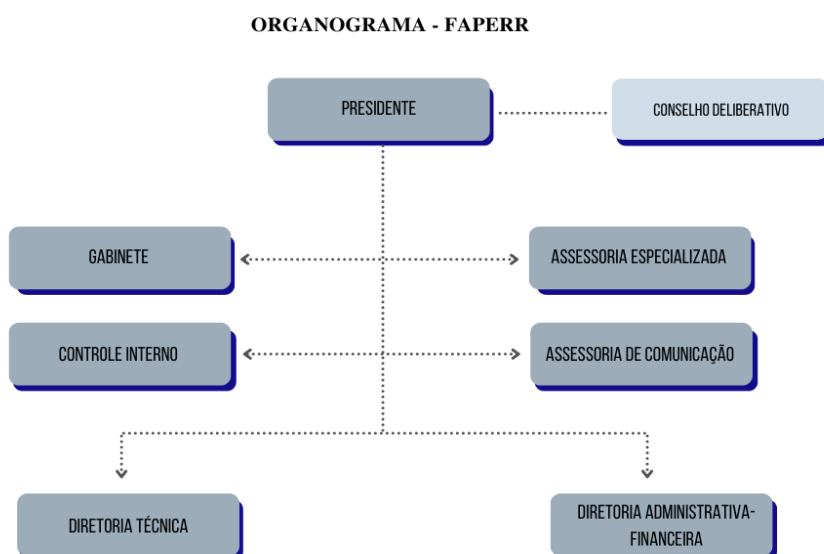 ORGANOGRAMA - FAPERR
PRESIDENTE
CONSELHO DELIBERATIVO
GABINETE
ASSESSORIA ESPECIALIZADA
CONTROLE INTERNO
ASSESSORIA DE COMUNICAÇÃO
DIRETORIA TÉCNICA
DIRETORIA ADMINISTRATIVA-
FINANCEIRA